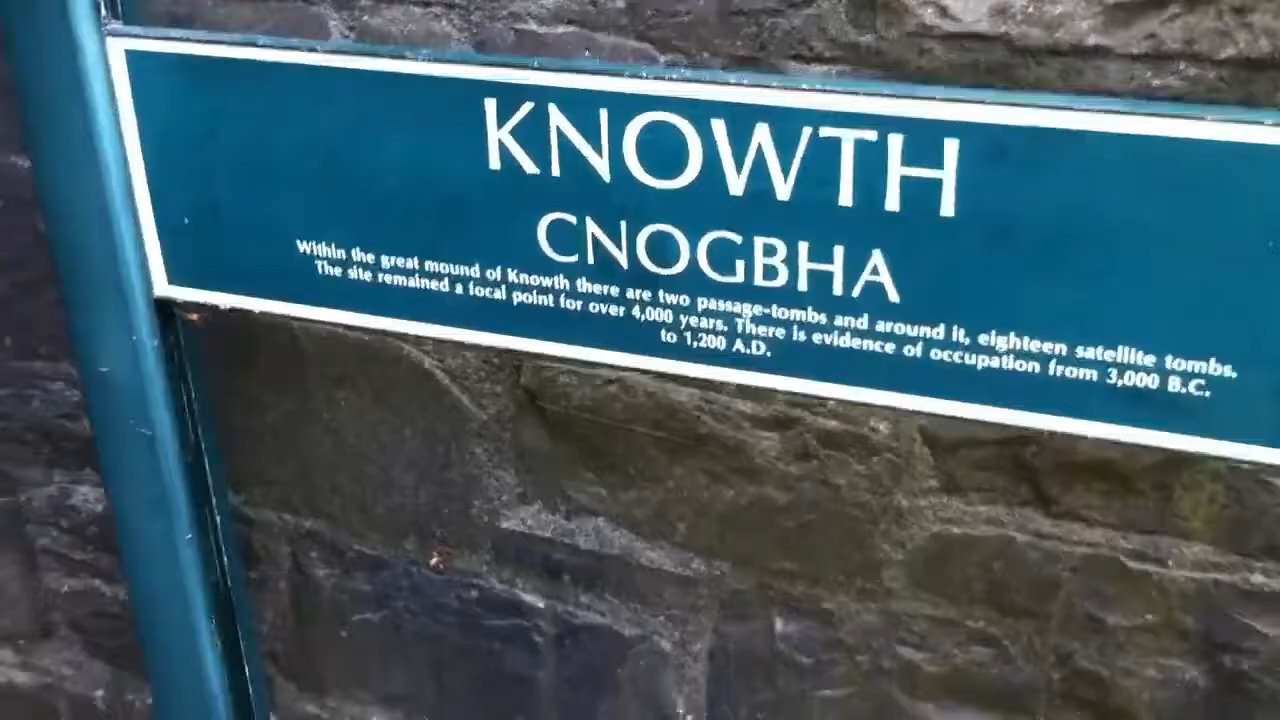 KNOWTH
CNOGBHA
Within the great mound of Knowth there are two passage-tombs and around it, eighteen satellite tombs.
The site remained a focal point for over 4,000 years. There is evidence of occupation from 3,000 B.C.
to 1,200 A.D.